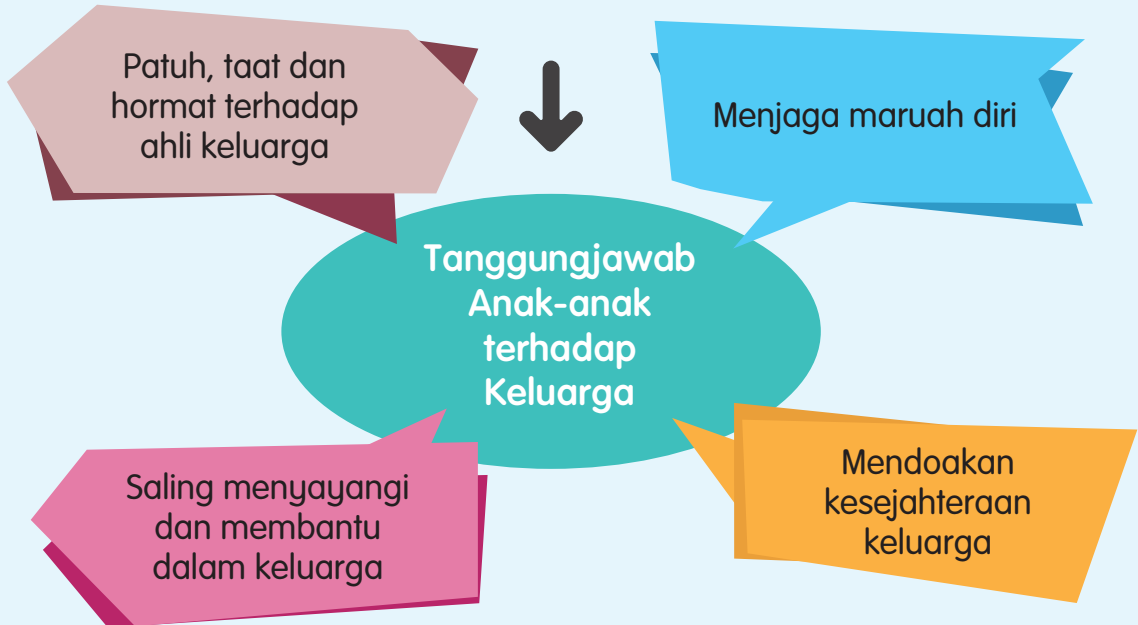 Patuh, taat dan
hormat terhadap
ahli keluarga
Menjaga maruah diri
Tanggungjawab
Anak-anak
terhadap
Keluarga
Saling menyayangi
dan membantu
dalam keluarga
Mendoakan
kesejahteraan
keluarga